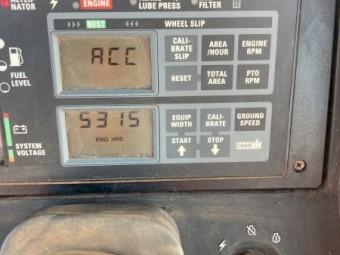 NATOR
ENGINE
LUBE PRESS
FILTER
BEST
WHEEL SLIP
ACC
CALI-
BRATE
SLIP
AREA
/HOUR
ENGINE
RPM
RESET
TOTAL
AREA
PTO
RPM
FUEL
LEVEL
5315
ENG HRS
EQUIP
WIDTH
CALI-
BRATE
GROUND
SPEED
START
STOP
SYSTEM
VOLTAGE